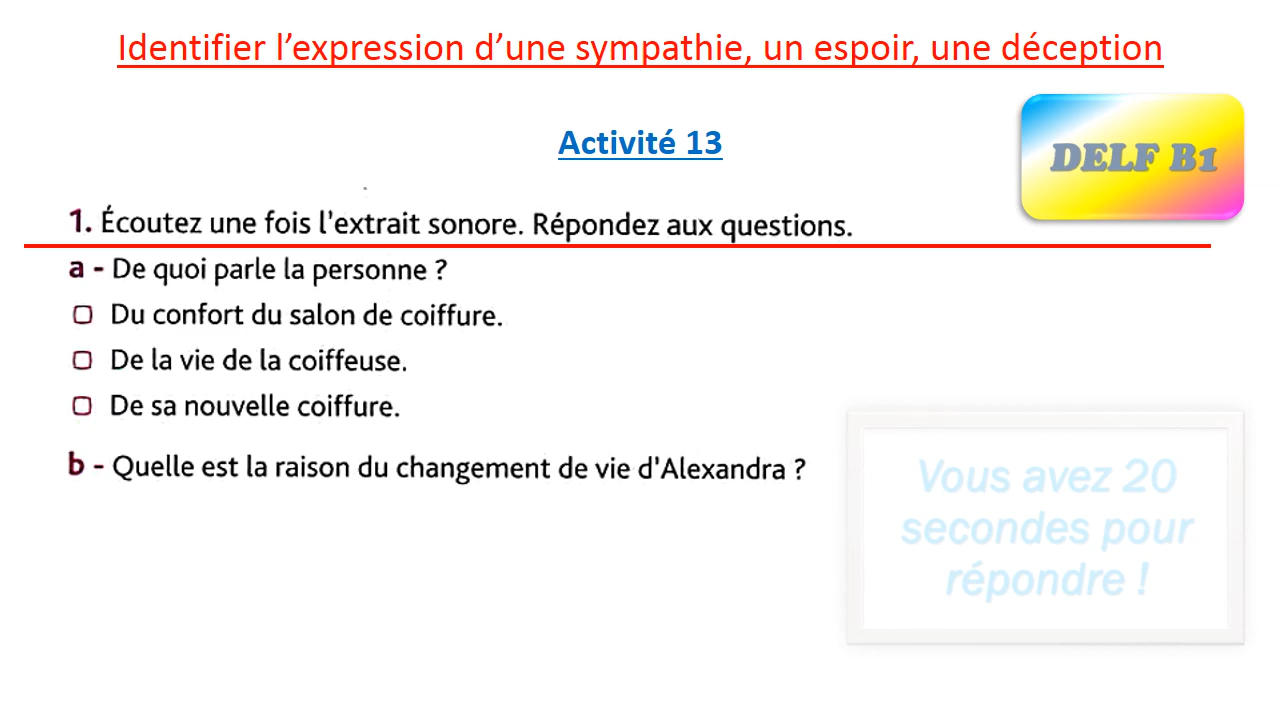 Identifier l’expression d’une sympathie, un espoir, une déception
Activité 13
DELF B1
1. Écoutez une fois l'extrait sonore. Répondez aux questions.
a - De quoi parle la personne ?
Du confort du salon de coiffure.
De la vie de la coiffeuse.
De sa nouvelle coiffure.
b - Quelle est la raison du changement de vie d'Alexandra ?
Vous avez 20
secondes pour
répondre !